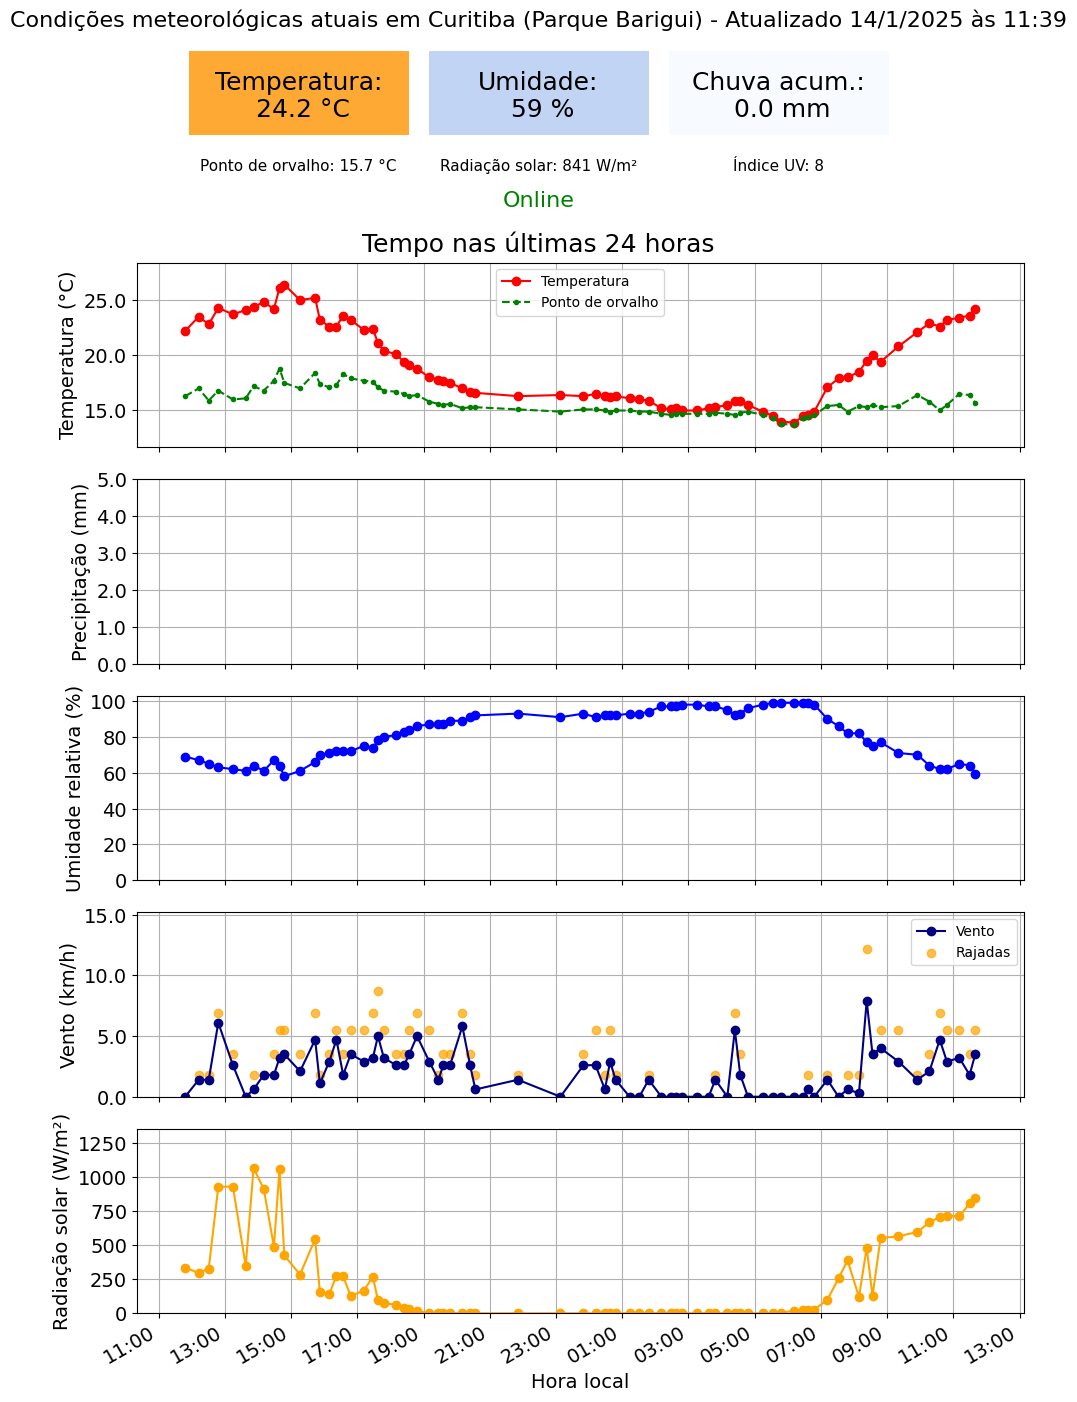 Condições meteorológicas atuais em Curitiba (Parque Barigui) - Atualizado 14/1/2025 às 11:39
Temperatura:
24.2 °C
Umidade:
59 %
Chuva acum.:
0.0 mm
Ponto de orvalho: 15.7 °C
Radiação solar: 841 W/m²
Índice UV: 8
Online
Tempo nas últimas 24 horas
Temperatura (°C)
25.0
20.0
15.0
Temperatura
Ponto de orvalho
Precipitação (mm)
5.0
4.0
3.0
2.0
1.0
0.0
Umidade relativa (%)
100
80
60
40
20
0
Vento (km/h)
15.0
10.0
5.0
0.0
Vento
Rajadas
Radiação solar (W/m²)
1250
1000
750
500
250
0
11:00
13:00
15:00
17:00
19:00
21:00
23:00
01:00
03:00
05:00
07:00
09:00
11:00
13:00
Hora local